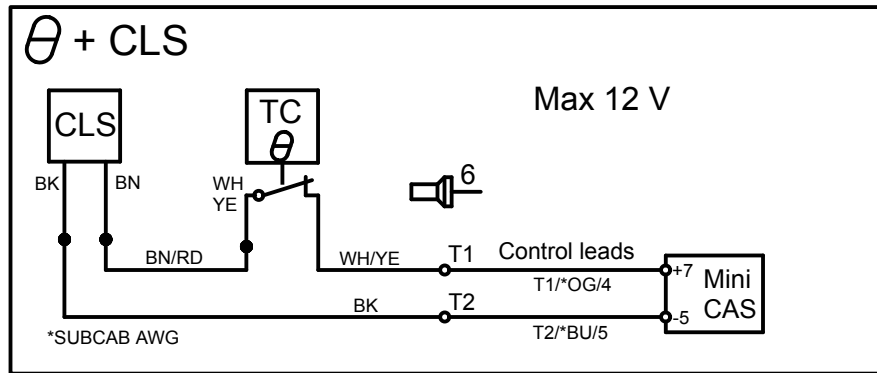 θ + CLS
Max 12 V
CLS
TC
θ
BK
BN
WH
YE
6
BN/RD
WH/YE
T1
Control leads
T1/*OG/4
+7
Mini
CAS
BK
T2
T2/*BU/5
-5
*SUBCAB AWG